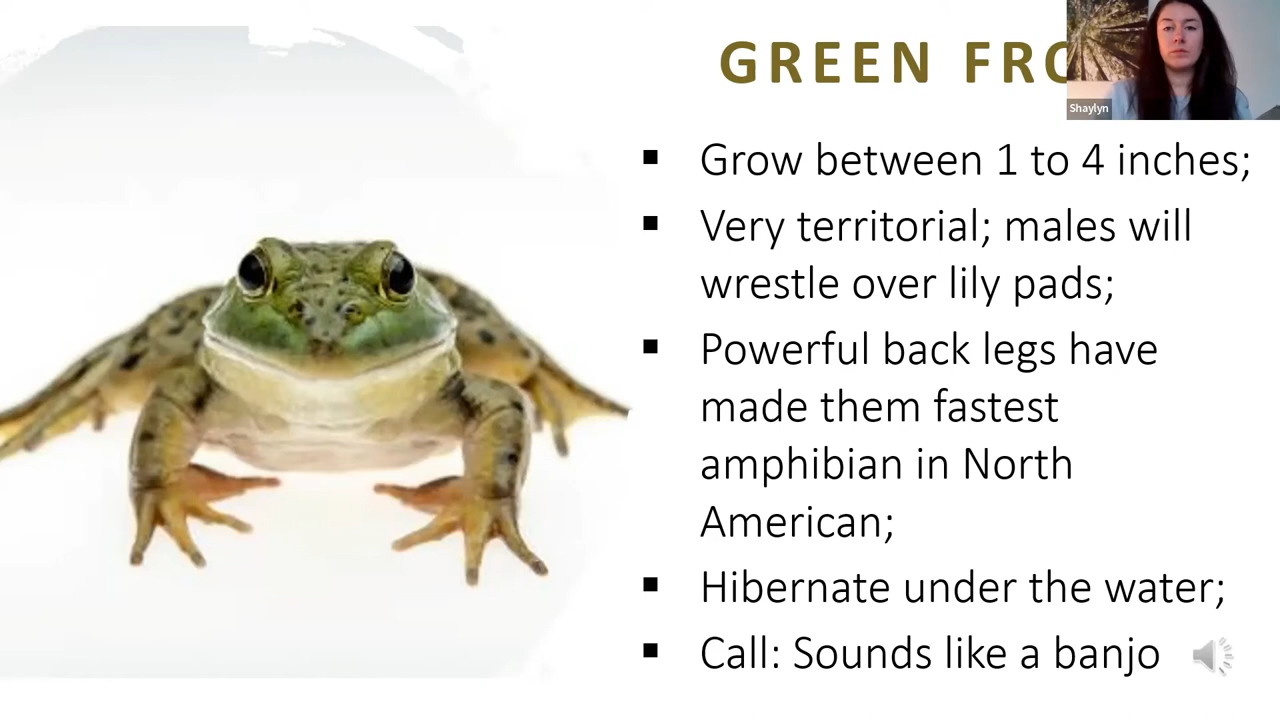 GREEN FRO
Shaylyn
▪ Grow between 1 to 4 inches;
▪ Very territorial; males will
wrestle over lily pads;
▪ Powerful back legs have
made them fastest
amphibian in North
American;
▪ Hibernate under the water;
▪ Call: Sounds like a banjo